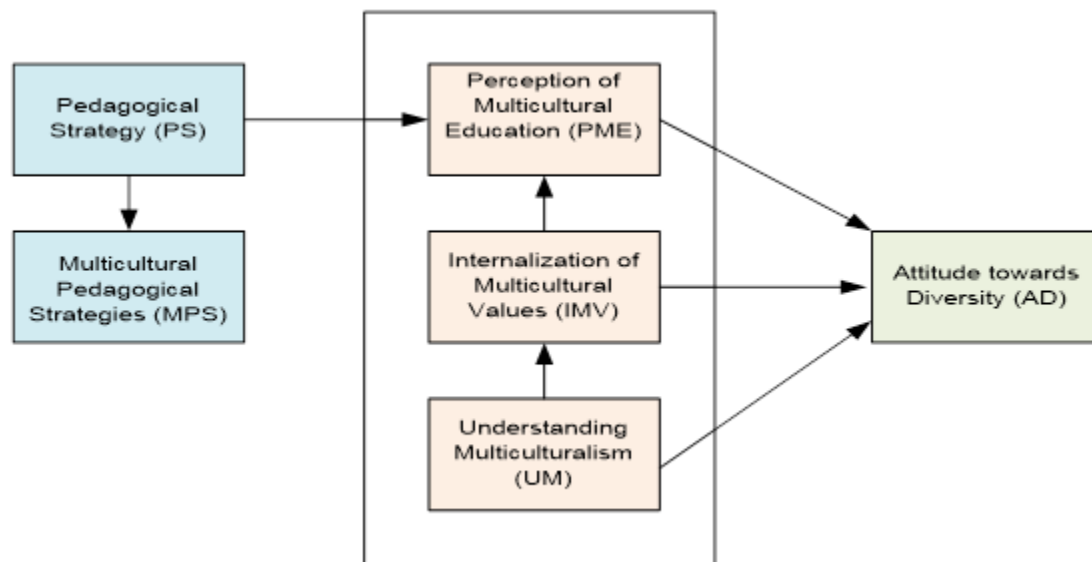 Pedagogical
Strategy (PS)
Perception of
Multicultural
Education (PME)
Multicultural
Pedagogical
Strategies (MPS)
Internalization of
Multicultural
Values (IMV)
Attitude towards
Diversity (AD)
Understanding
Multiculturalism
(UM)